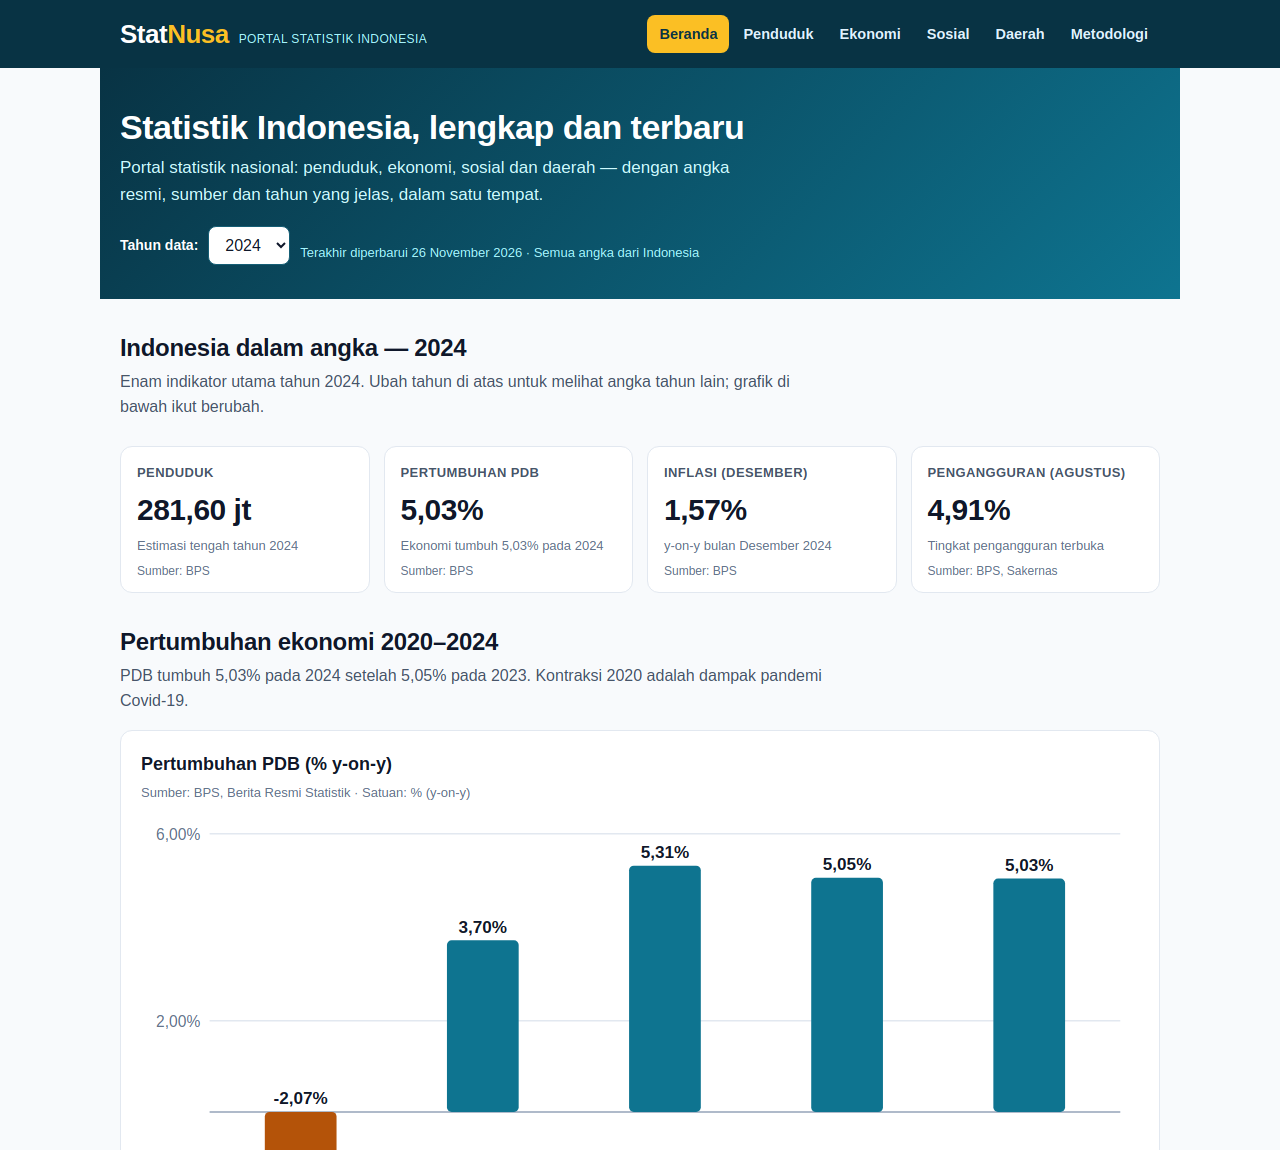 StatNusa PORTAL STATISTIK INDONESIA
Beranda Penduduk Ekonomi Sosial Daerah Metodologi
Statistik Indonesia, lengkap dan terbaru
Portal statistik nasional: penduduk, ekonomi, sosial dan daerah — dengan angka
resmi, sumber dan tahun yang jelas, dalam satu tempat.
Tahun data: 2024 Terakhir diperbarui 26 November 2026 · Semua angka dari Indonesia
Indonesia dalam angka — 2024
Enam indikator utama tahun 2024. Ubah tahun di atas untuk melihat angka tahun lain; grafik di
bawah ikut berubah.
PENDUDUK
281,60 jt
Estimasi tengah tahun 2024
Sumber: BPS
PERTUMBUHAN PDB
5,03%
Ekonomi tumbuh 5,03% pada 2024
Sumber: BPS
INFLASI (DESEMBER)
1,57%
y-on-y bulan Desember 2024
Sumber: BPS
PENGANGGURAN (AGUSTUS)
4,91%
Tingkat pengangguran terbuka
Sumber: BPS, Sakernas
Pertumbuhan ekonomi 2020–2024
PDB tumbuh 5,03% pada 2024 setelah 5,05% pada 2023. Kontraksi 2020 adalah dampak pandemi
Covid-19.
Pertumbuhan PDB (% y-on-y)
Sumber: BPS, Berita Resmi Statistik · Satuan: % (y-on-y)
6,00%
5,31%
5,05%
5,03%
3,70%
2,00%
-2,07%